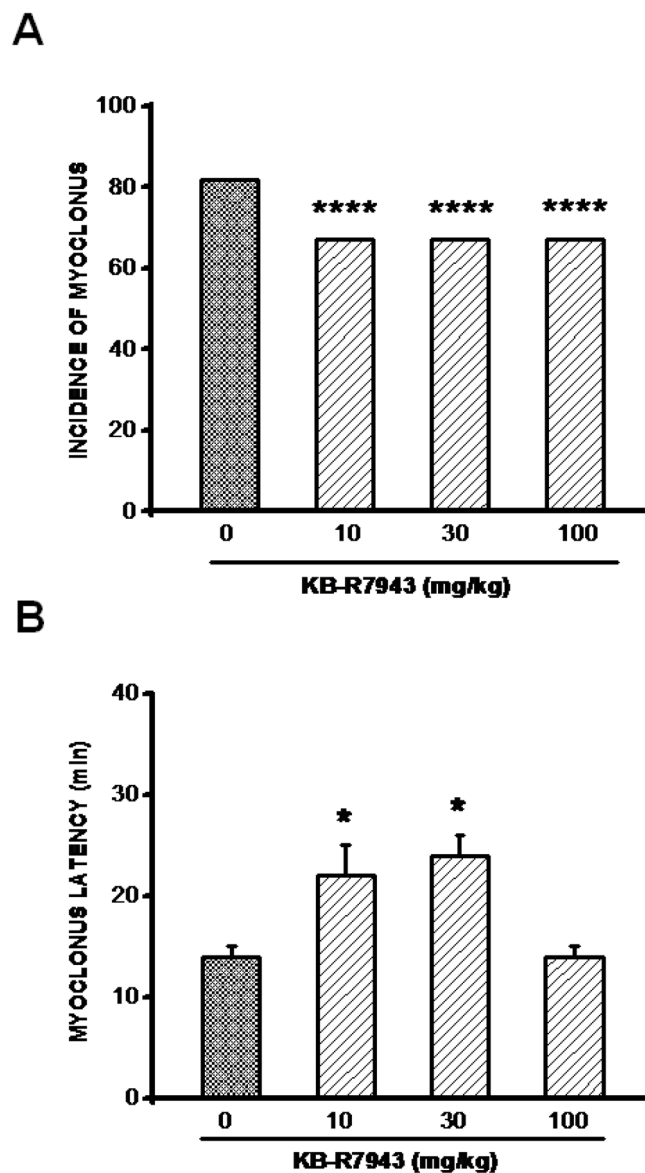 A
INCIDENCE OF MYOCLONUS
100
80
60
40
20
0
**** **** ****
0 10 30 100
KB-R7943 (mg/kg)
B
MYOCLONUS LATENCY (min)
40
30
20
10
0
* *
0 10 30 100
KB-R7943 (mg/kg)